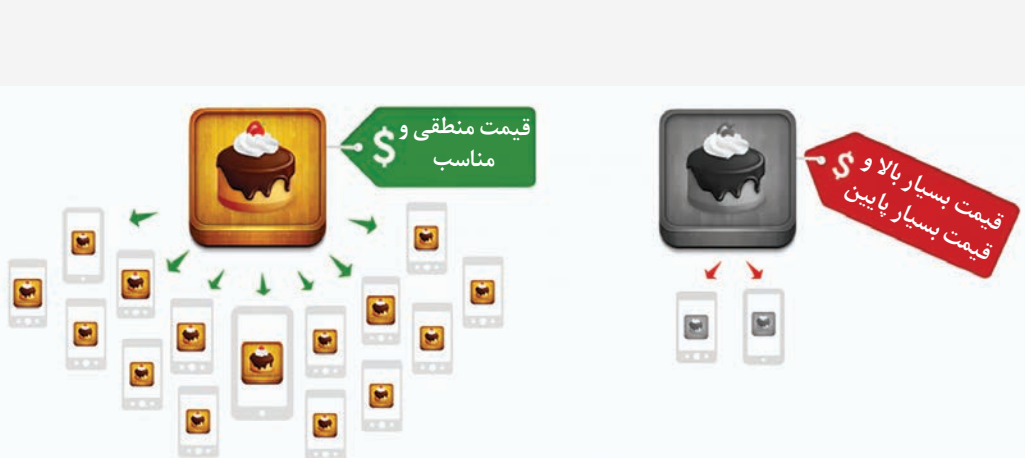 قیمت منطقی و
مناسب
$
قیمت بسیار بالا و
قیمت بسیار پایین
$